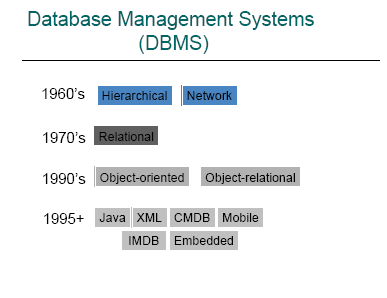 Database Management Systems
(DBMS)
1960's Hierarchical Network
1970's Relational
1990's Object-oriented Object-relational
1995+ Java XML CMDB Mobile
IMDB Embedded